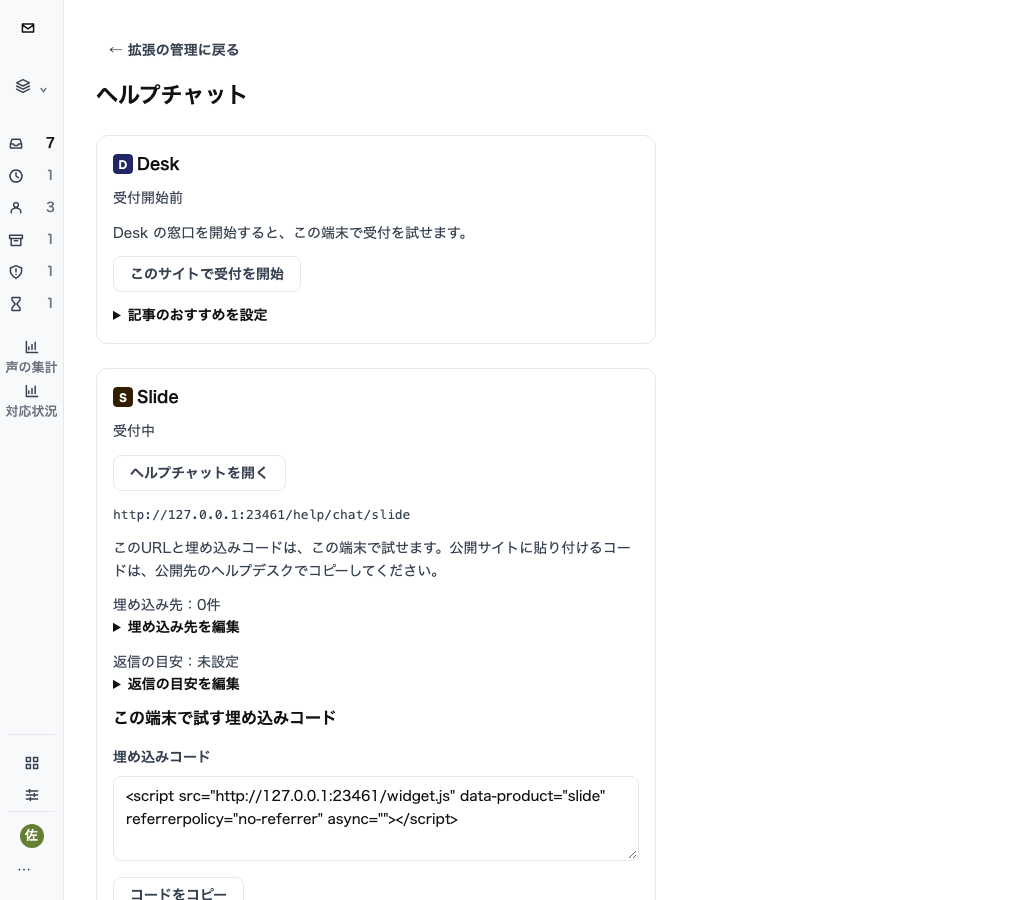 7
1
3
1
1
1
声の集計
対応状況
佐
…
← 拡張の管理に戻る
ヘルプチャット
D Desk
受付開始前
Desk の窓口を開始すると、この端末で受付を試せます。
このサイトで受付を開始
▶ 記事のおすすめを設定
S Slide
受付中
ヘルプチャットを開く
http://127.0.0.1:23461/help/chat/slide
このURLと埋め込みコードは、この端末で試せます。公開サイトに貼り付けるコー
ドは、公開先のヘルプデスクでコピーしてください。
埋め込み先：0件
▶ 埋め込み先を編集
返信の目安：未設定
▶ 返信の目安を編集
この端末で試す埋め込みコード
埋め込みコード
<script src="http://127.0.0.1:23461/widget.js" data-product="slide"
referrerpolicy="no-referrer" async=""></script>
コードをコピー